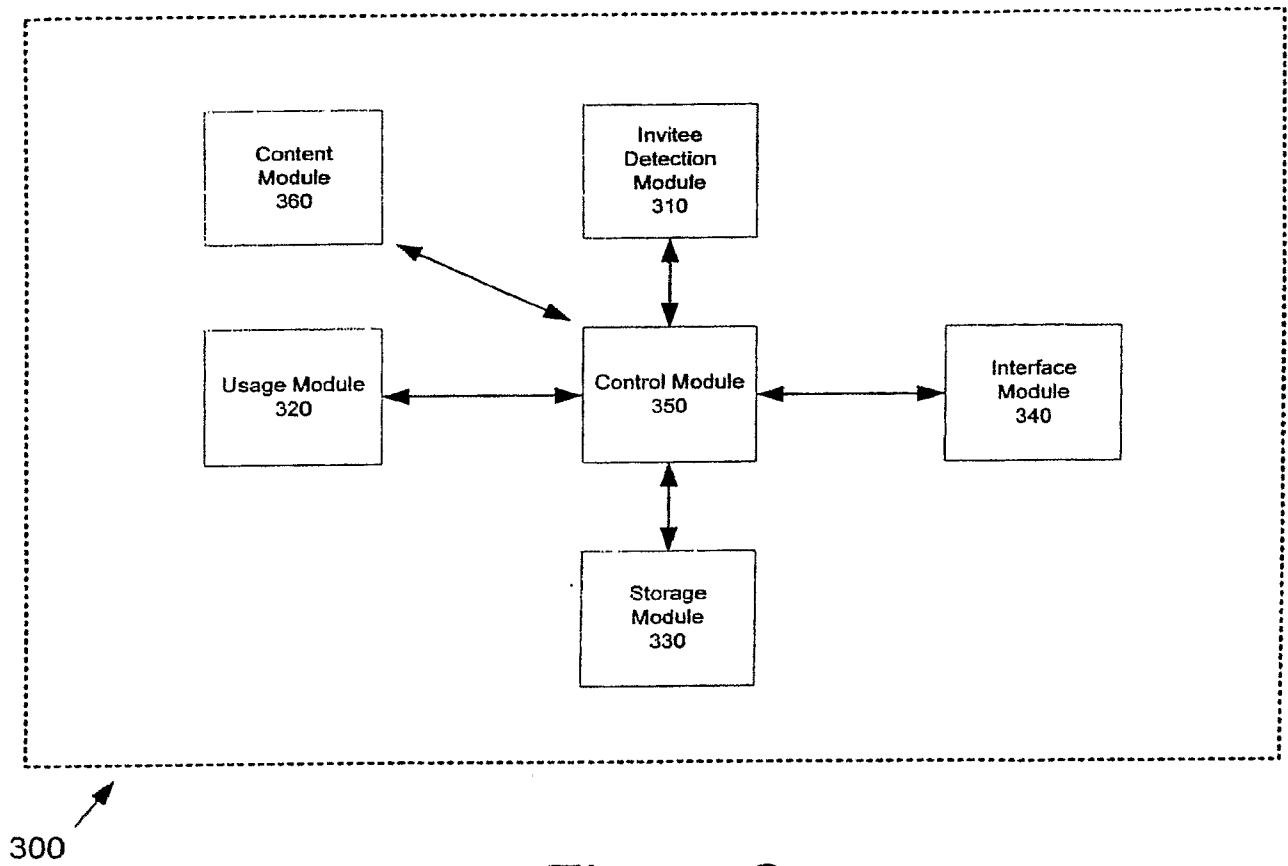 Content
Module
360
Invitee
Detection
Module
310
Usage Module
320
Control Module
350
Interface
Module
340
Storage
Module
330
300